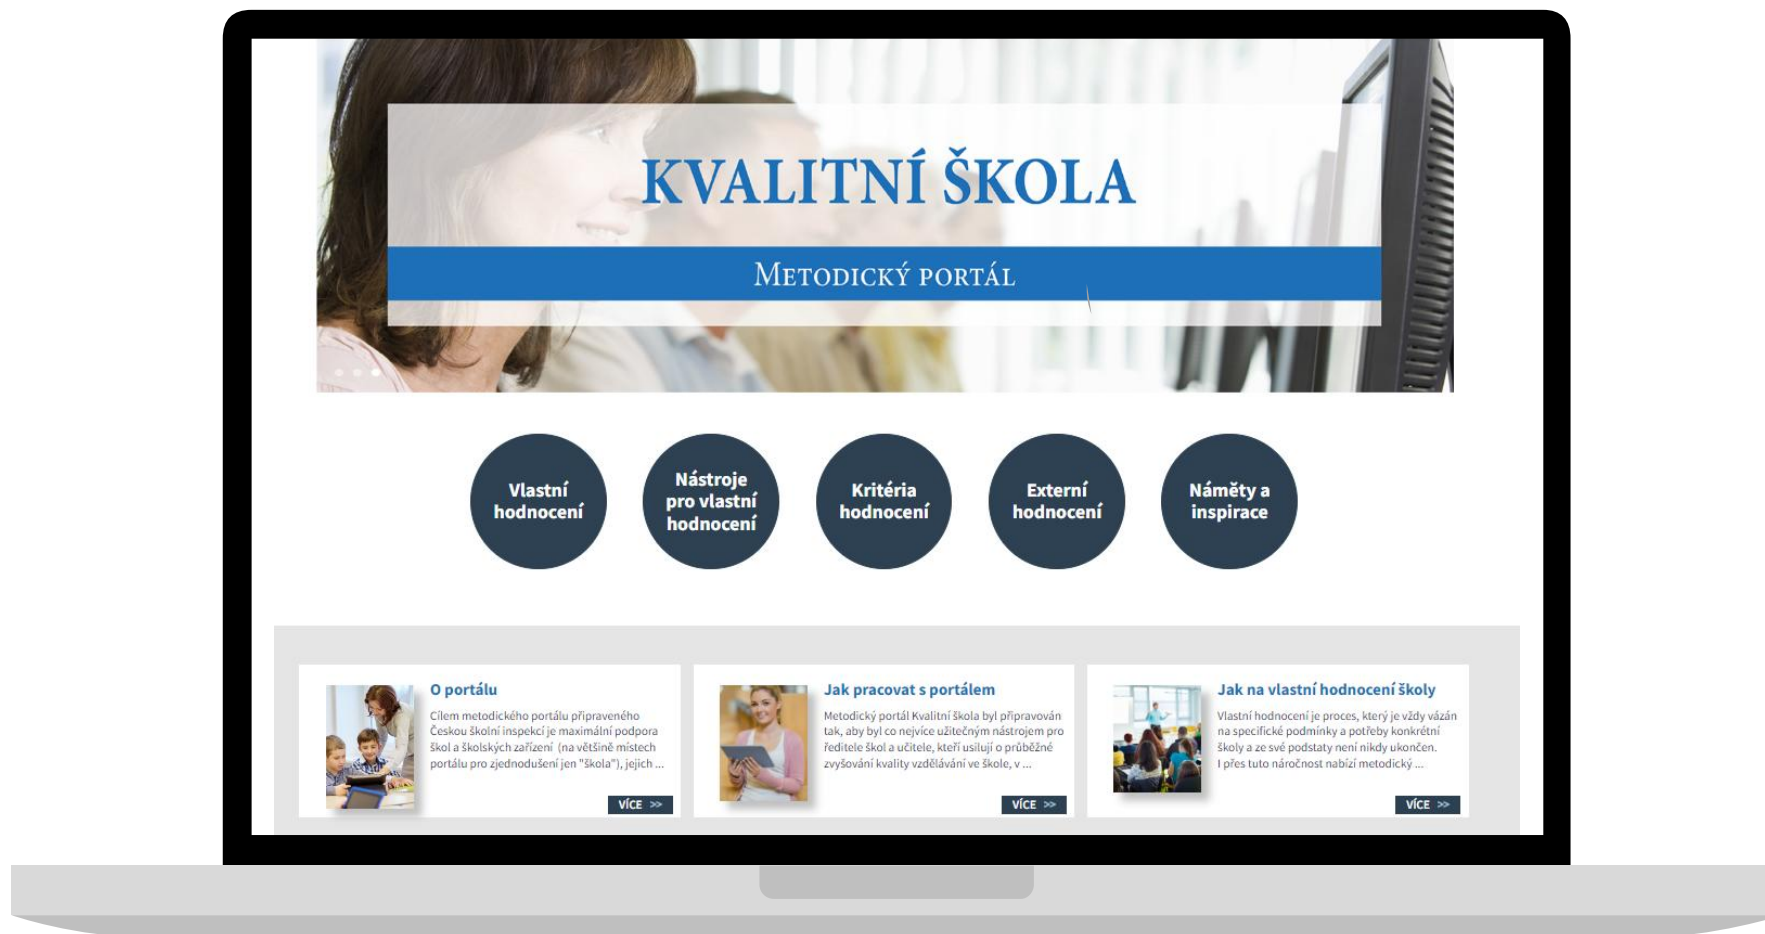 KVALITNÍ ŠKOLA
Metodický portál
Vlastní
hodnocení
Nástroje
pro vlastní
hodnocení
Kritéria
hodnocení
Externí
hodnocení
Náměty a
inspirace
O portálu
Cílem metodického portálu připraveného
Českou školní inspekcí je maximální podpora
škol a školských zařízení (na většině místech
portálu pro zjednodušení jen "škola"), jejich ...
VÍCE >>
Jak pracovat s portálem
Metodický portál Kvalitní škola byl připravován
tak, aby byl co nejvíce užitečným nástrojem pro
ředitele škol a učitele, kteří usilují o průběžné
zvyšování kvality vzdělávání ve škole, v ...
VÍCE >>
Jak na vlastní hodnocení školy
Vlastní hodnocení je proces, který je vždy vázán
na specifické podmínky a potřeby konkrétní
školy a ze své podstaty není nikdy ukončen.
I přes tuto náročnost nabízí metodický ...
VÍCE >>